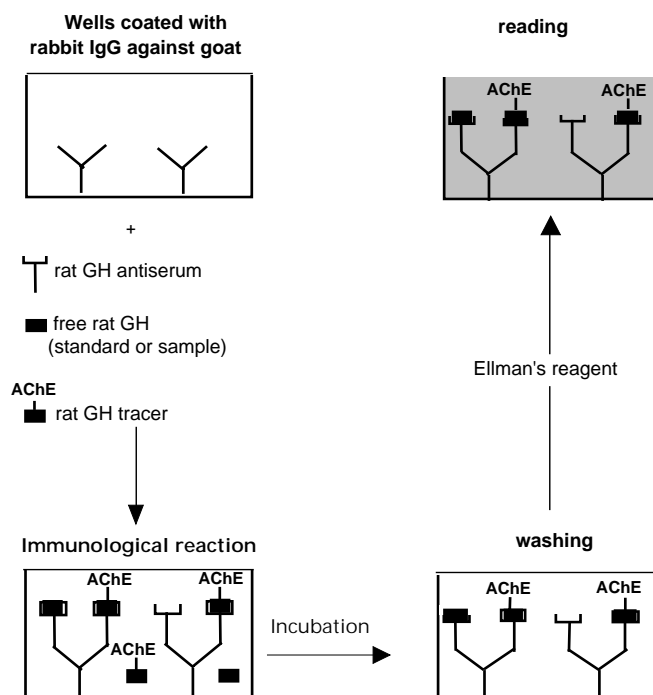 Wells coated with
rabbit IgG against goat
+
rat GH antiserum
free rat GH
(standard or sample)
AChE
rat GH tracer
Immunological reaction
AChE
AChE
AChE
Incubation
washing
AChE
AChE
Ellman's reagent
reading
AChE
AChE